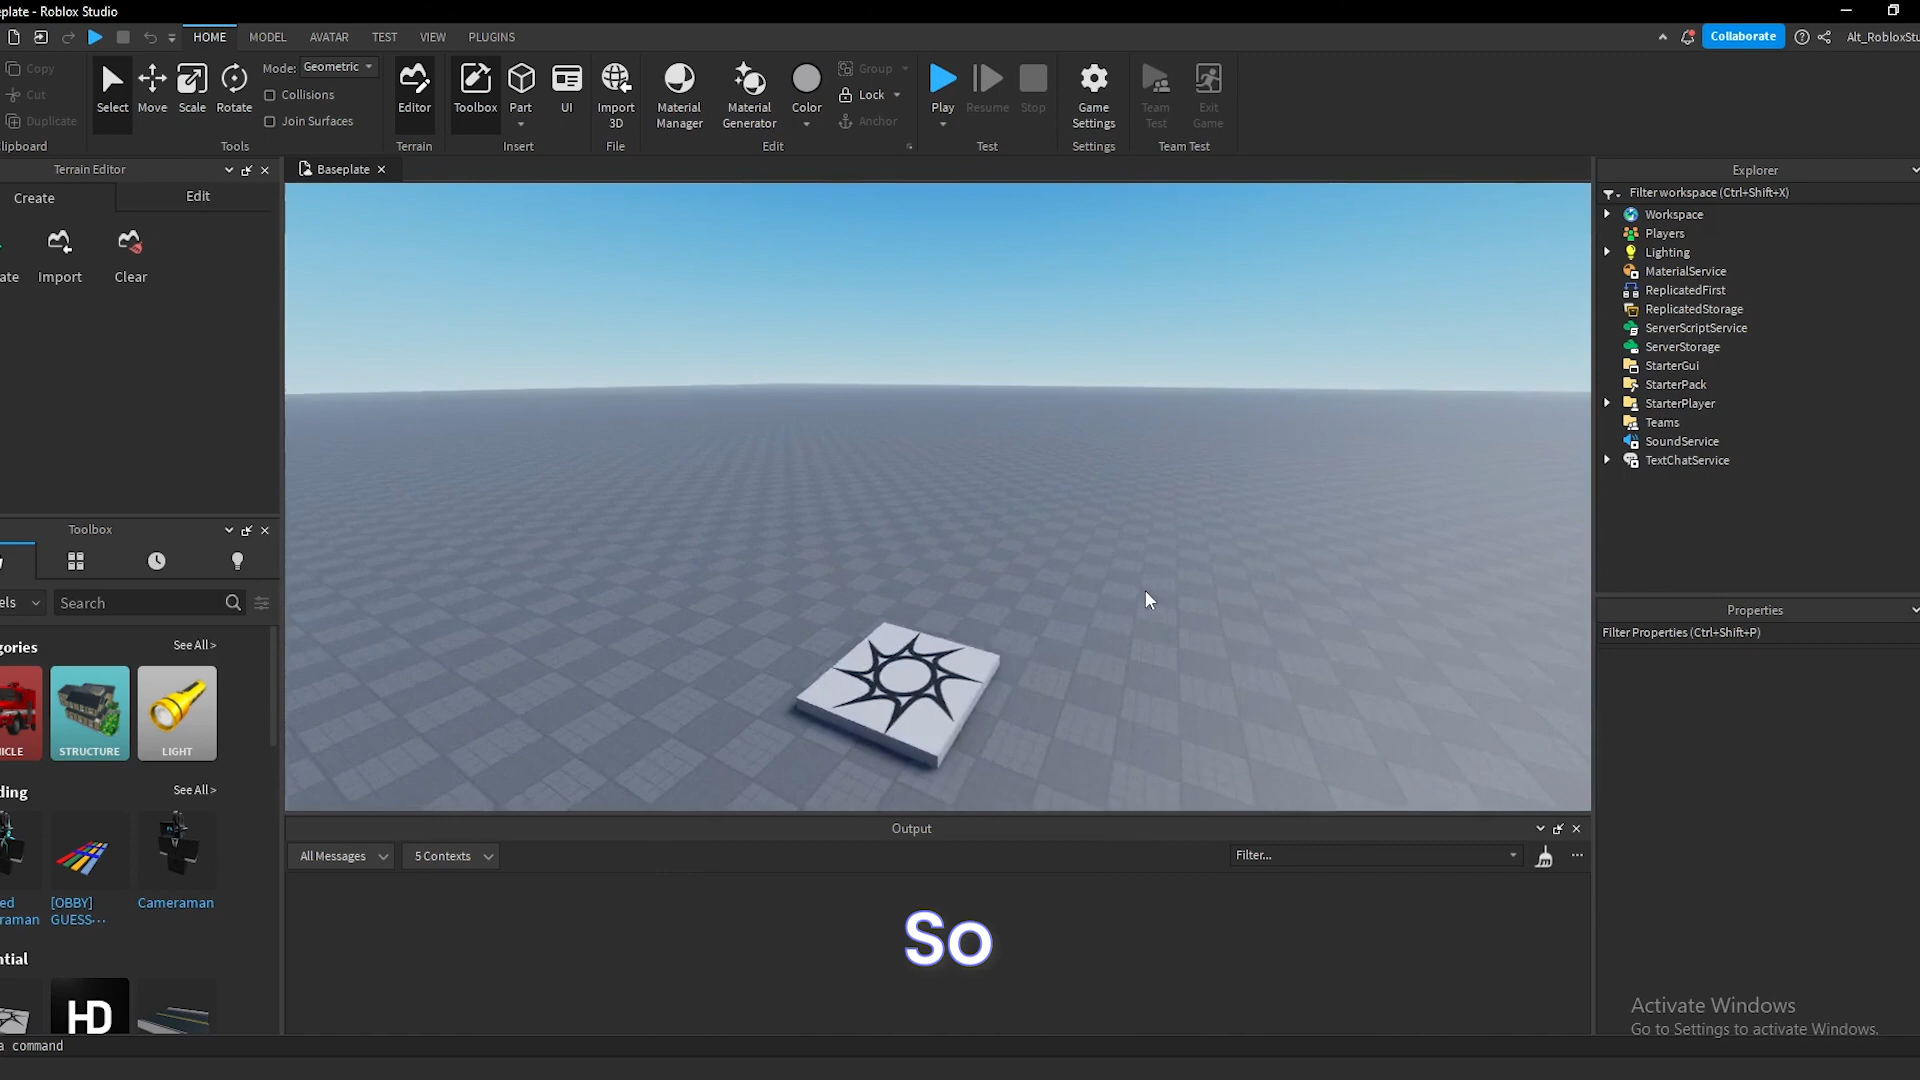 eplate - Roblox Studio
HOME MODEL AVATAR TEST VIEW PLUGINS
Collaborate Alt_RobloxStu
Copy
Cut
Duplicate
lipboard
Select Move Scale Rotate
Mode: Geometric
Collisions
Join Surfaces
Tools
Editor
Terrain
Toolbox Part UI
Insert
Import 3D
File
Material Manager
Material Generator
Color
Group
Lock
Anchor
Edit
Play Resume Stop
Test
Game Settings
Settings
Team Test
Exit Game
Team Test
Terrain Editor
Create Edit
ate Import Clear
Baseplate
Explorer
Filter workspace (Ctrl+Shift+X)
Workspace
Players
Lighting
MaterialService
ReplicatedFirst
ReplicatedStorage
ServerScriptService
ServerStorage
StarterGui
StarterPack
StarterPlayer
Teams
SoundService
TextChatService
Toolbox
els Search
gories See All >
ICLE STRUCTURE LIGHT
ding See All >
ed
raman
[OBBY]
GUESS...
Cameraman
ntial
HD
Properties
Filter Properties (Ctrl+Shift+P)
Output
All Messages 5 Contexts Filter...
So
Activate Windows
Go to Settings to activate Windows.
a command